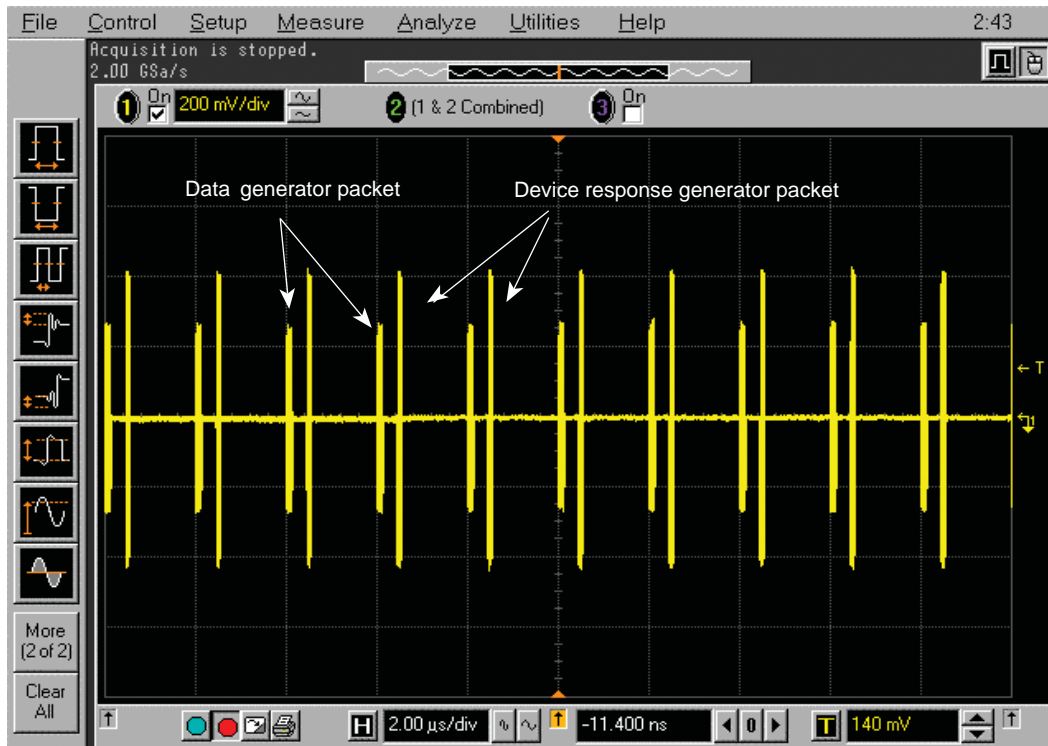 File Control Setup Measure Analyze Utilities Help 2:43
Acquisition is stopped.
2.00 GSa/s
1 On 200 mV/div 2 (1 & 2 Combined) 3 On
Data generator packet Device response generator packet
T
1
More
(2 of 2)
Clear
All
H 2.00 µs/div -11.400 ns 0 T 140 mV